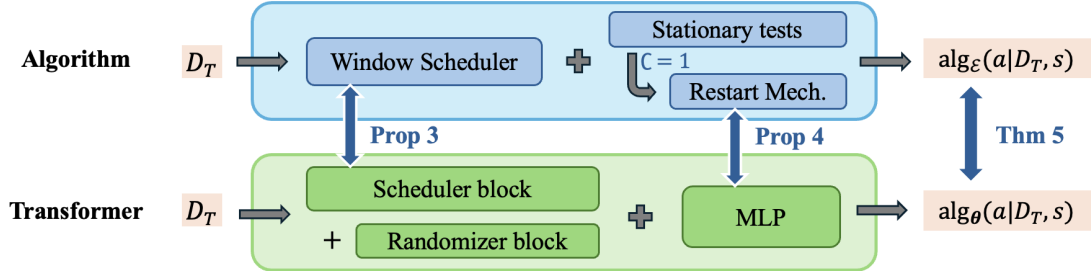 Stationary tests
Algorithm
D_T
Window Scheduler
+
C = 1
Restart Mech.
alg_ℰ(a|D_T, s)
Prop 3
Prop 4
Thm 5
Transformer
D_T
Scheduler block
+ Randomizer block
+
MLP
alg_θ(a|D_T, s)